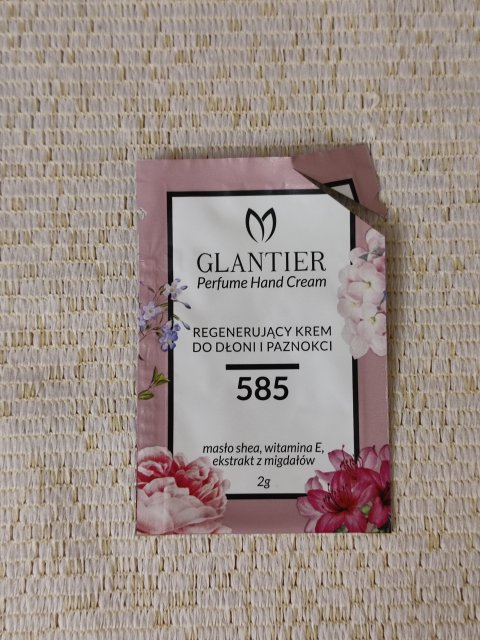 GLANTIER
Perfume Hand Cream
REGENERUJĄCY KREM
DO DŁONI I PAZNOKCI
585
masło shea, witamina E,
ekstrakt z migdałów
2g